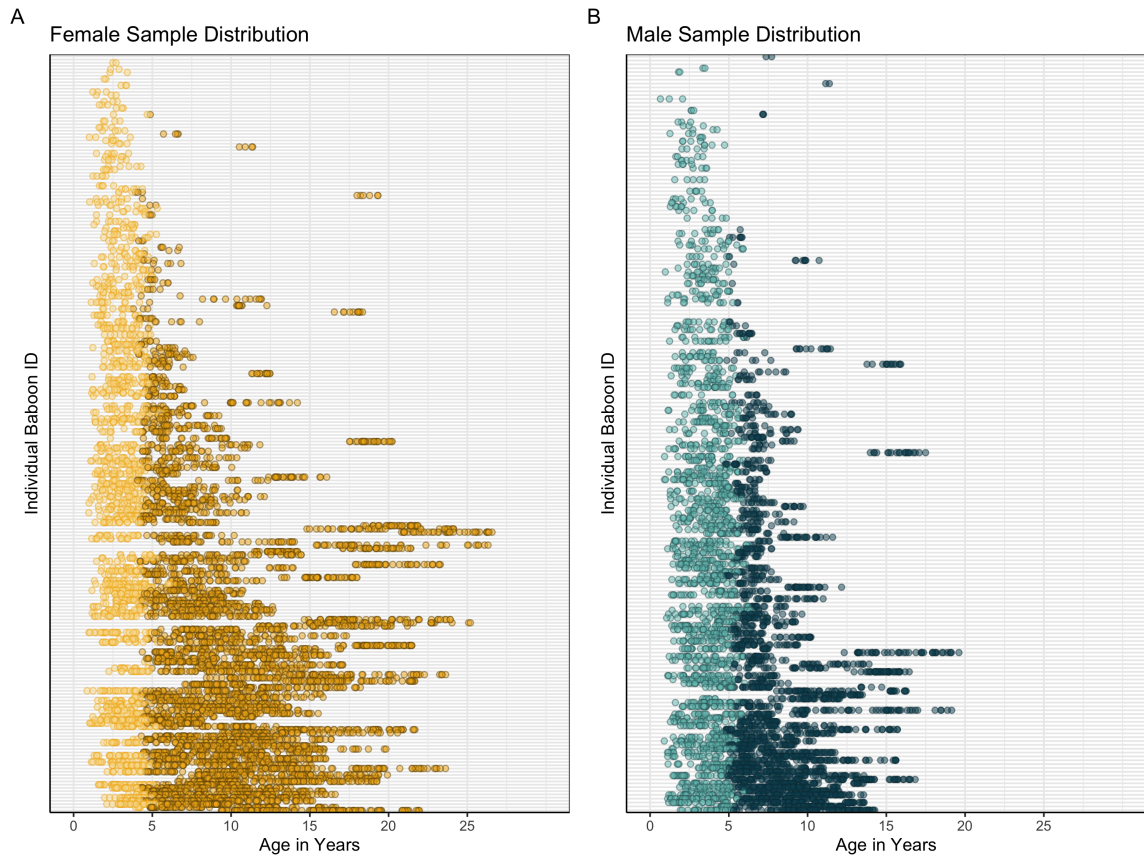 A
Female Sample Distribution
Individual Baboon ID
0 5 10 15 20 25
Age in Years
B
Male Sample Distribution
Individual Baboon ID
0 5 10 15 20 25
Age in Years